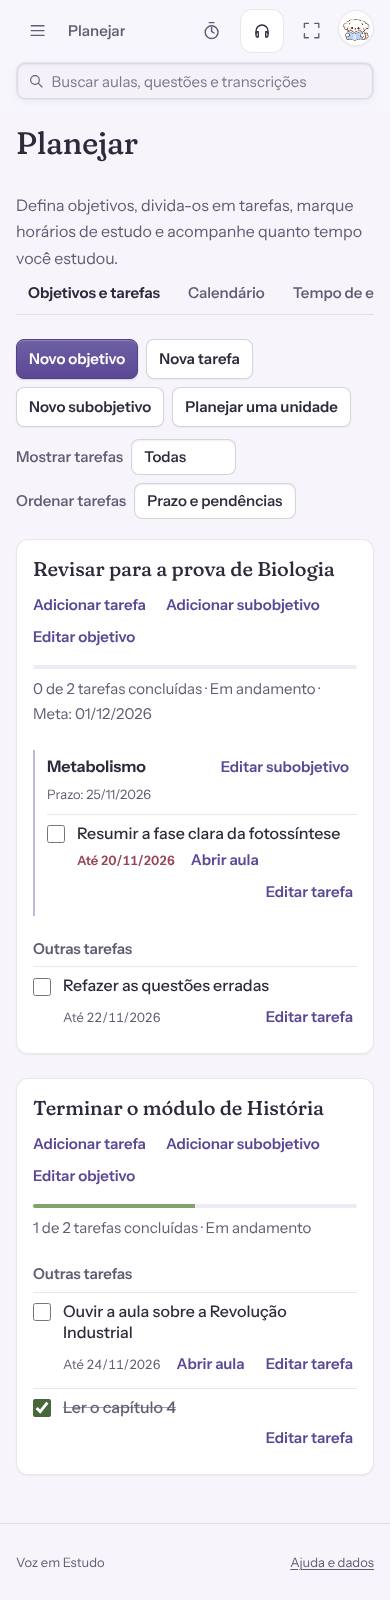 Planejar
Buscar aulas, questões e transcrições
Planejar
Defina objetivos, divida-os em tarefas, marque
horários de estudo e acompanhe quanto tempo
você estudou.
Objetivos e tarefas Calendário Tempo de e
Novo objetivo Nova tarefa
Novo subobjetivo Planejar uma unidade
Mostrar tarefas Todas
Ordenar tarefas Prazo e pendências
Revisar para a prova de Biologia
Adicionar tarefa Adicionar subobjetivo
Editar objetivo
0 de 2 tarefas concluídas · Em andamento ·
Meta: 01/12/2026
Metabolismo Editar subobjetivo
Prazo: 25/11/2026
Resumir a fase clara da fotossíntese
Até 20/11/2026 Abrir aula
Editar tarefa
Outras tarefas
Refazer as questões erradas
Até 22/11/2026 Editar tarefa
Terminar o módulo de História
Adicionar tarefa Adicionar subobjetivo
Editar objetivo
1 de 2 tarefas concluídas · Em andamento
Outras tarefas
Ouvir a aula sobre a Revolução
Industrial
Até 24/11/2026 Abrir aula Editar tarefa
Ler o capítulo 4
Editar tarefa
Voz em Estudo Ajuda e dados